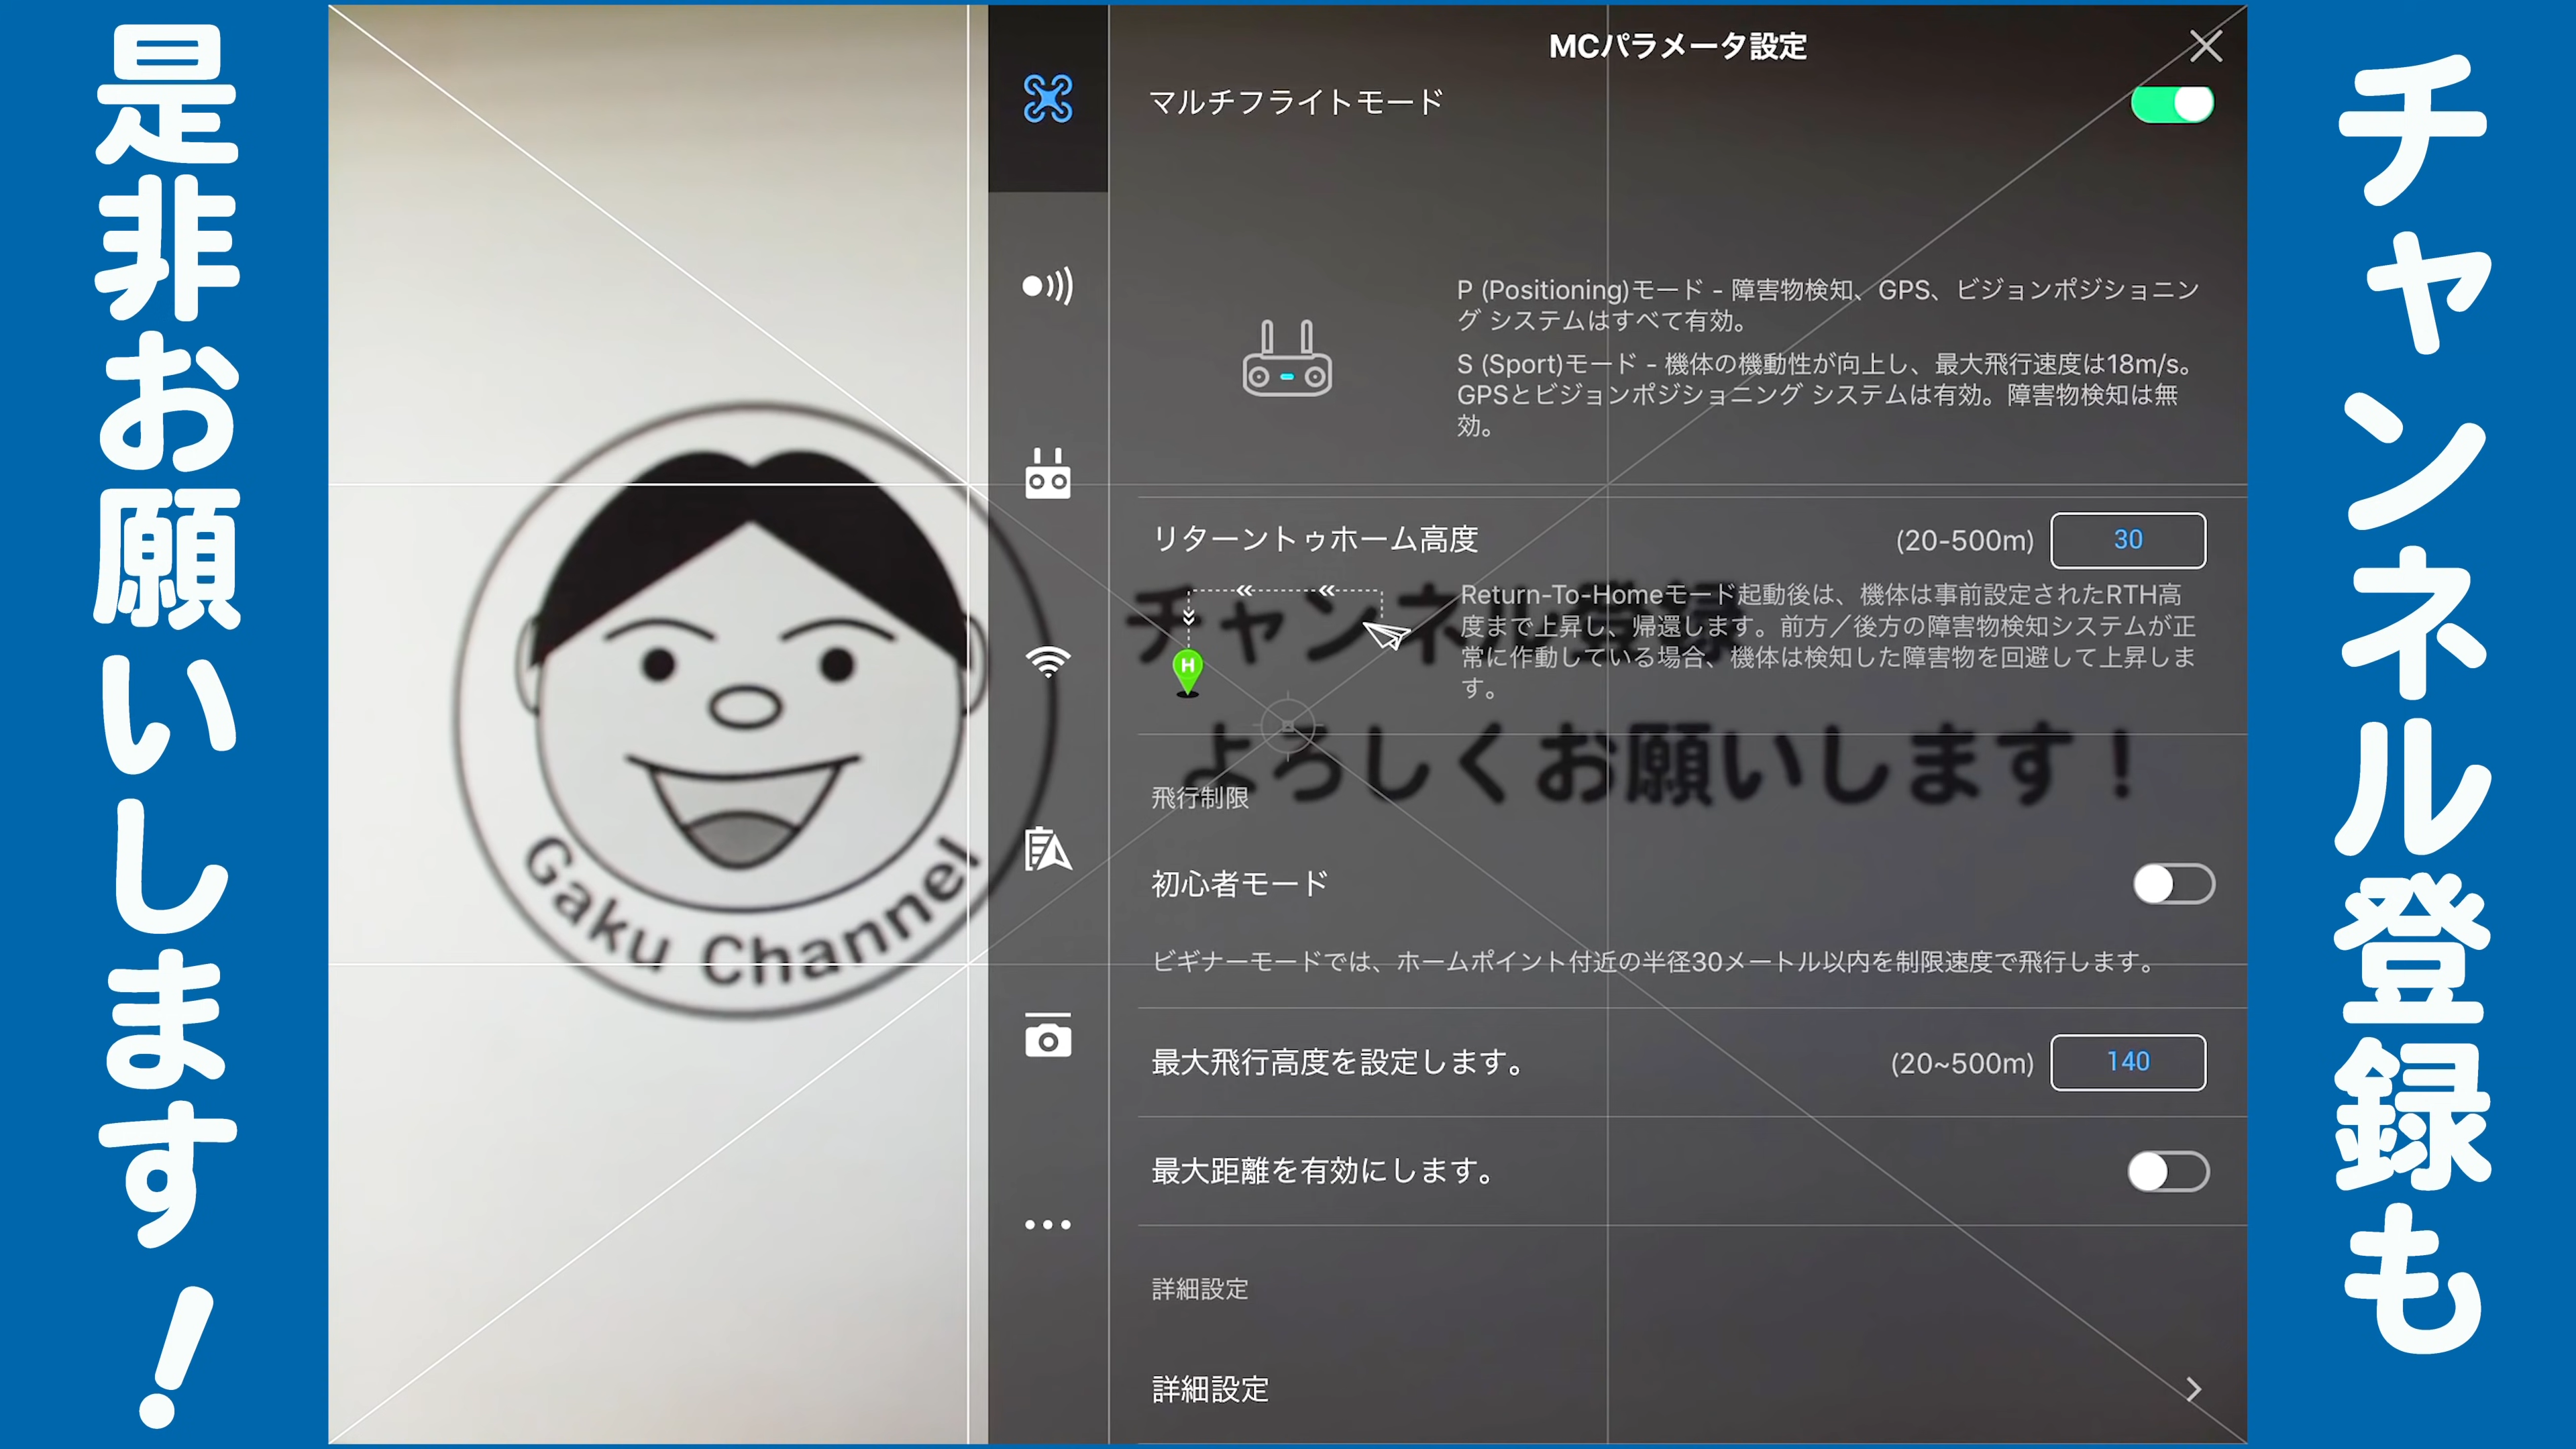 チャンネル登録も
是非お願いします！
MCパラメータ設定
マルチフライトモード
P (Positioning)モード - 障害物検知、GPS、ビジョンポジショニン
グ システムはすべて有効。
S (Sport)モード - 機体の機動性が向上し、最大飛行速度は18m/s。
GPSとビジョンポジショニング システムは有効。障害物検知は無
効。
リターントゥホーム高度 (20-500m) 30
H
Return-To-Homeモード起動後は、機体は事前設定されたRTH高
度まで上昇し、帰還します。前方／後方の障害物検知システムが正
常に作動している場合、機体は検知した障害物を回避して上昇しま
す。
チャンネル登録
よろしくお願いします！
Gaku Channel
飛行制限
初心者モード
ビギナーモードでは、ホームポイント付近の半径30メートル以内を制限速度で飛行します。
最大飛行高度を設定します。 (20~500m) 140
最大距離を有効にします。
詳細設定
詳細設定